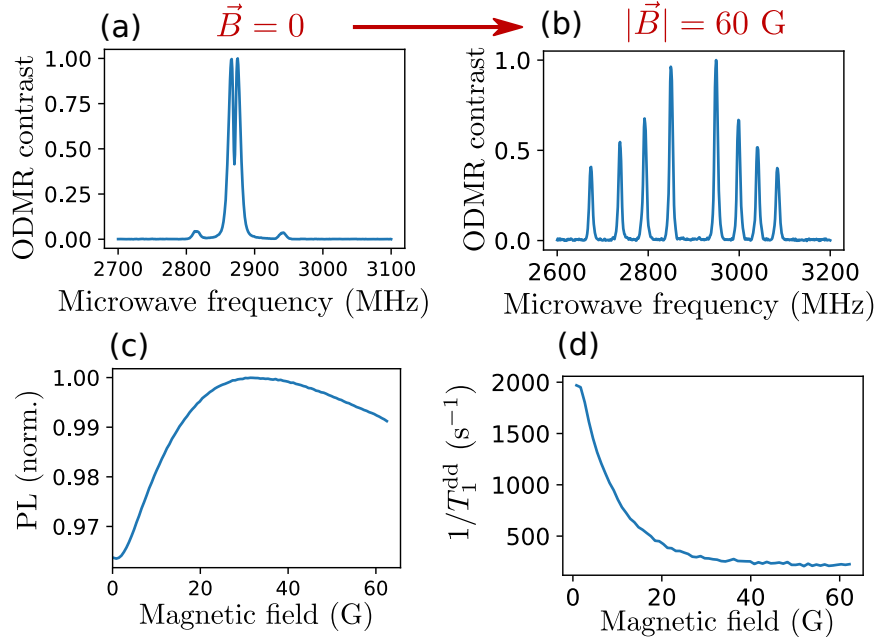 (a) B⃗ = 0 |B⃗| = 60 G (b)
ODMR contrast
1.00
0.75
0.50
0.25
0.00
2700 2800 2900 3000 3100
Microwave frequency (MHz)
ODMR contrast
1.0
0.5
0.0
2600 2800 3000 3200
Microwave frequency (MHz)
(c)
PL (norm.)
1.00
0.99
0.98
0.97
0 20 40 60
Magnetic field (G)
(d)
1/T₁ᵈᵈ (s⁻¹)
2000
1500
1000
500
0 20 40 60
Magnetic field (G)